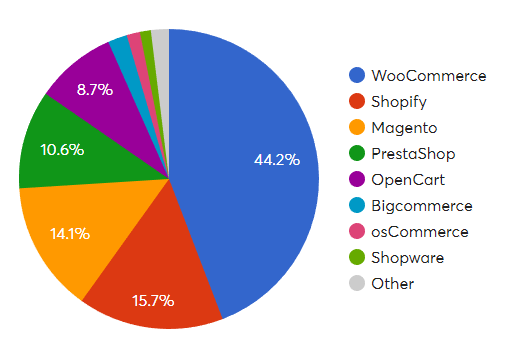 WooCommerce
Shopify
Magento
PrestaShop
OpenCart
Bigcommerce
osCommerce
Shopware
Other
8.7%
10.6%
44.2%
14.1%
15.7%